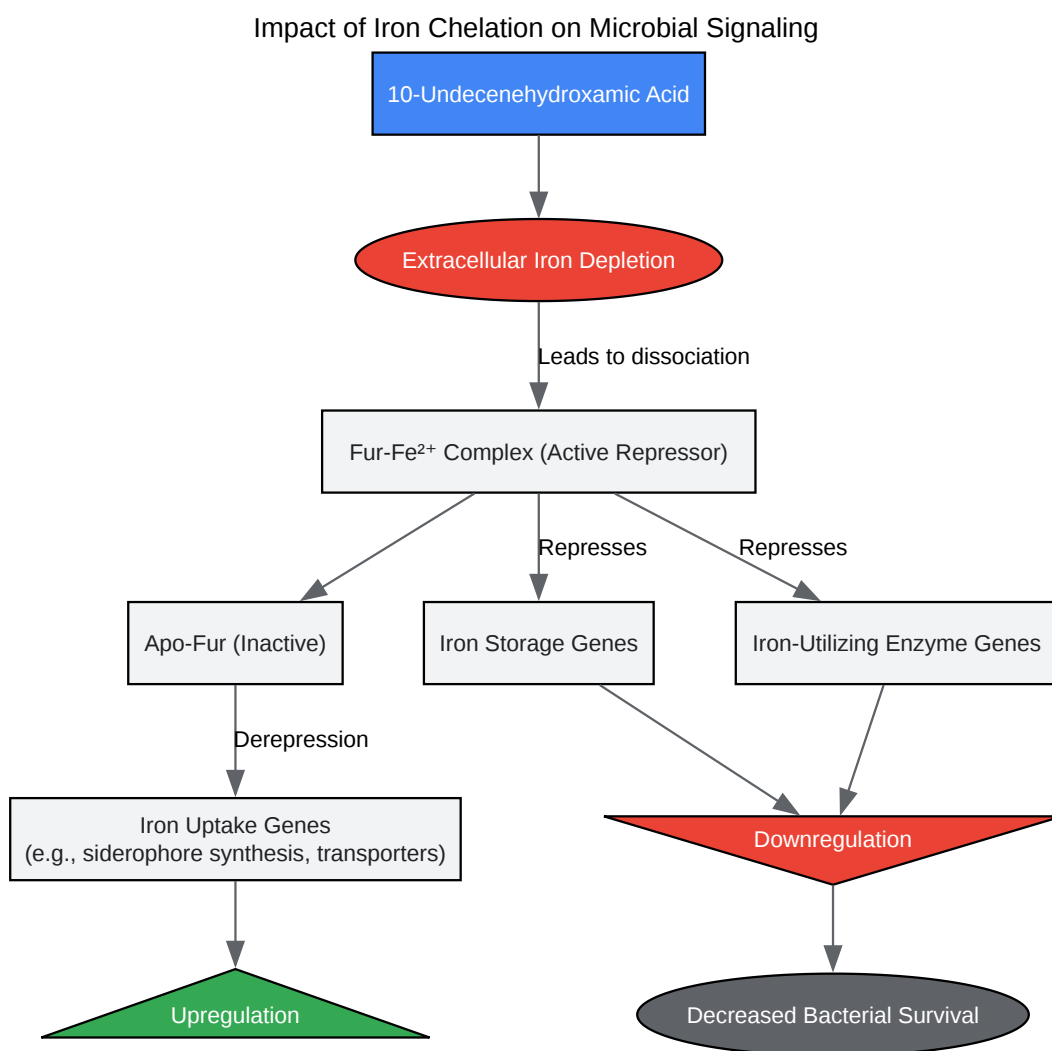 Impact of Iron Chelation on Microbial Signaling
10-Undecenehydroxamic Acid
Extracellular Iron Depletion
Leads to dissociation
Fur-Fe²⁺ Complex (Active Repressor)
Represses
Represses
Apo-Fur (Inactive)
Iron Storage Genes
Iron-Utilizing Enzyme Genes
Derepression
Iron Uptake Genes
(e.g., siderophore synthesis, transporters)
Downregulation
Upregulation
Decreased Bacterial Survival